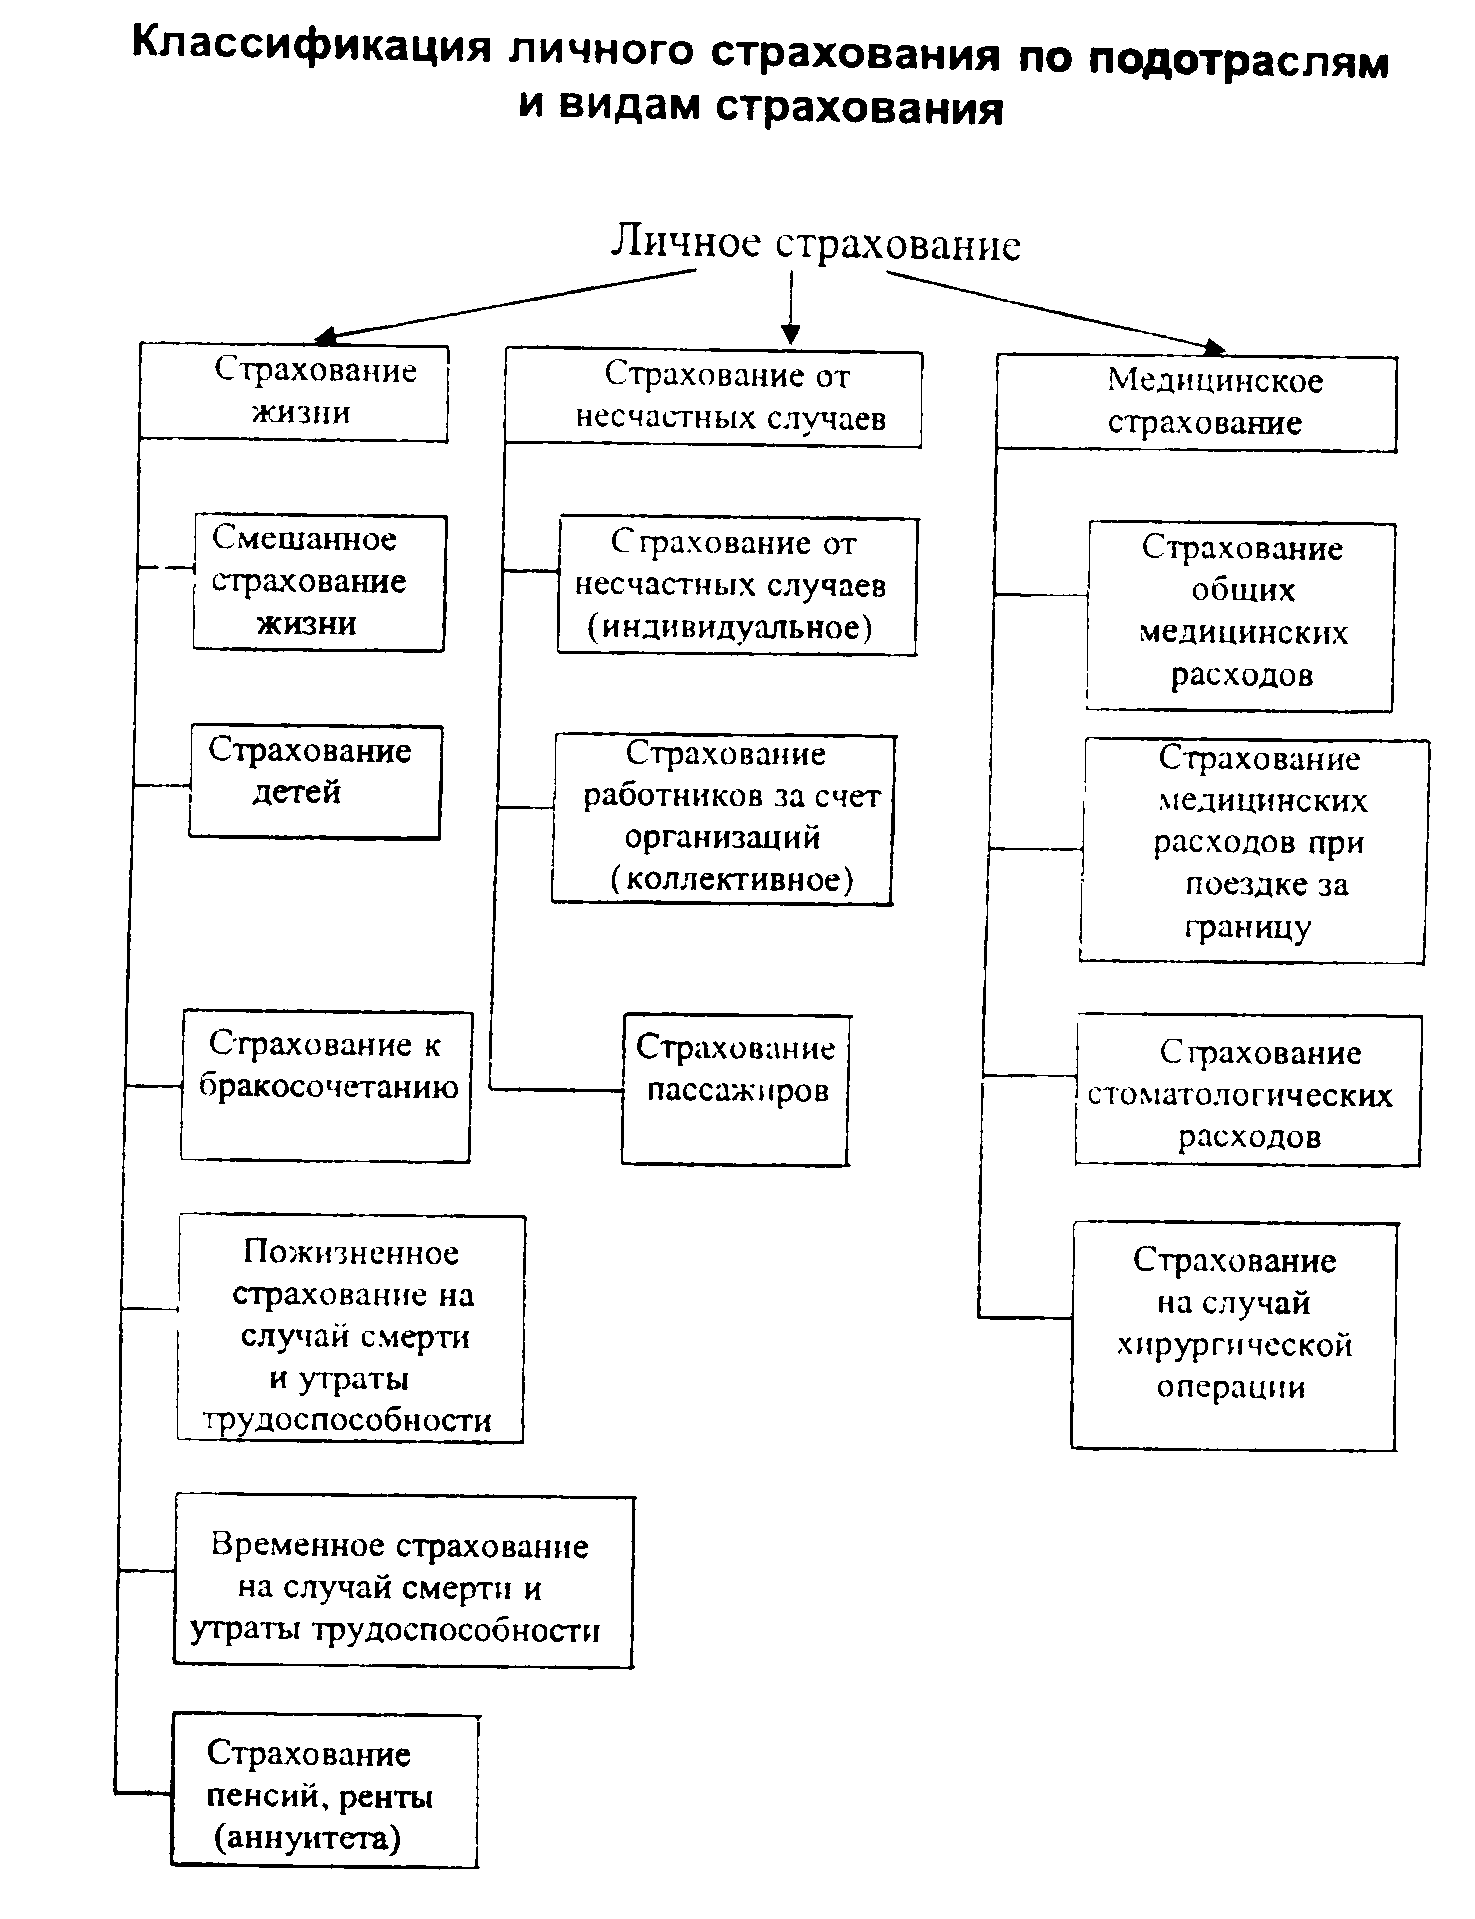 Классификация личного страхования по подотраслям
и видам страхования
Личное страхование
Страхование
жизни
Смешанное
страхование
жизни
Страхование
детей
Страхование к
бракосочетанию
Пожизненное
страхование на
случай смерти
и утраты
трудоспособности
Временное страхование
на случай смерти и
утраты трудоспособности
Страхование
пенсий, ренты
(аннуитета)
Страхование от
несчастных случаев
Страхование от
несчастных случаев
(индивидуальное)
Страхование
работников за счет
организаций
(коллективное)
Страхование
пассажиров
Медицинское
страхование
Страхование
общих
медицинских
расходов
Страхование
медицинских
расходов при
поездке за
границу
Страхование
стоматологических
расходов
Страхование
на случай
хирургической
операции